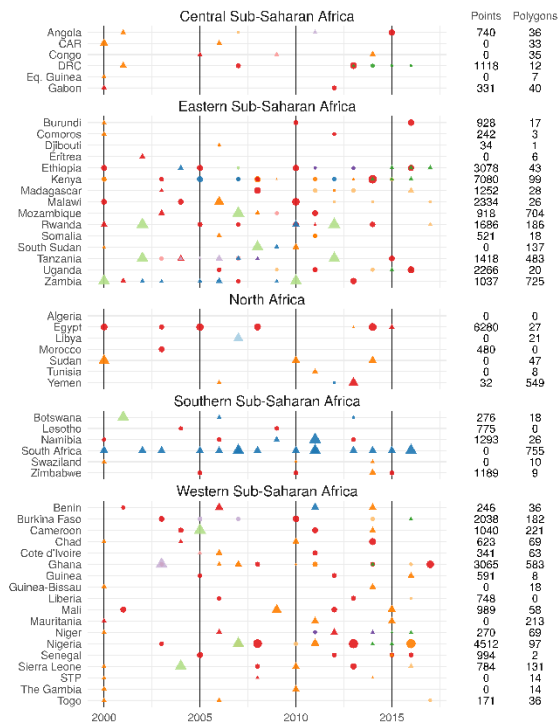 Central Sub-Saharan Africa Points Polygons
Angola 740 36
CAR 0 33
Congo 0 35
DRC 1118 12
Eq. Guinea 0 7
Gabon 331 40
Eastern Sub-Saharan Africa
Burundi 928 17
Comoros 242 3
Djibouti 34 1
Eritrea 0 6
Ethiopia 3078 43
Kenya 7080 99
Madagascar 1252 28
Malawi 2334 26
Mozambique 918 704
Rwanda 1686 186
Somalia 521 18
South Sudan 0 137
Tanzania 1418 483
Uganda 2266 20
Zambia 1037 725
North Africa
Algeria 0 0
Egypt 6280 27
Libya 0 21
Morocco 480 0
Sudan 0 47
Tunisia 0 8
Yemen 32 549
Southern Sub-Saharan Africa
Botswana 276 18
Lesotho 775 0
Namibia 1293 26
South Africa 0 755
Swaziland 0 10
Zimbabwe 1189 9
Western Sub-Saharan Africa
Benin 246 36
Burkina Faso 2038 182
Cameroon 1040 221
Chad 623 69
Cote d'Ivoire 341 63
Ghana 3065 583
Guinea 591 8
Guinea-Bissau 0 18
Liberia 748 0
Mali 989 58
Mauritania 0 213
Niger 270 69
Nigeria 4512 97
Senegal 994 2
Sierra Leone 784 131
STP 0 14
The Gambia 0 14
Togo 171 36
2000 2005 2010 2015